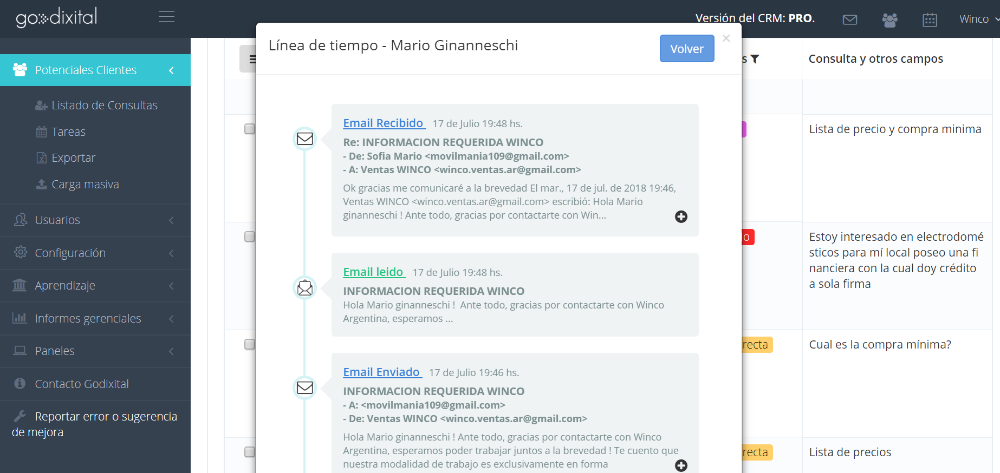 godixital
Versión del CRM: PRO.
Winco
Potenciales Clientes
Listado de Consultas
Tareas
Exportar
Carga masiva
Usuarios
Configuración
Aprendizaje
Informes gerenciales
Paneles
Contacto Godixital
Reportar error o sugerencia
de mejora
Línea de tiempo - Mario Ginanneschi
Volver
×
Email Recibido 17 de Julio 19:48 hs.
Re: INFORMACION REQUERIDA WINCO
- De: Sofia Mario <movilmania109@gmail.com>
- A: Ventas WINCO <winco.ventas.ar@gmail.com>
Ok gracias me comunicaré a la brevedad El mar., 17 de jul. de 2018 19:46,
Ventas WINCO <winco.ventas.ar@gmail.com> escribió: Hola Mario
ginanneschi ! Ante todo, gracias por contactarte con Win...
Email leido 17 de Julio 19:48 hs.
INFORMACION REQUERIDA WINCO
Hola Mario ginanneschi ! Ante todo, gracias por contactarte con Winco
Argentina, esperamos ...
Email Enviado 17 de Julio 19:46 hs.
INFORMACION REQUERIDA WINCO
- A: <movilmania109@gmail.com>
- De: Ventas WINCO <winco.ventas.ar@gmail.com>
Hola Mario ginanneschi ! Ante todo, gracias por contactarte con Winco
Argentina, esperamos poder trabajar juntos a la brevedad ! Te cuento que
nuestra modalidad de trabajo es exclusivamente en forma
s
Consulta y otros campos
Lista de precio y compra minima
io
Estoy interesado en electrodomé
sticos para mí local poseo una fi
nanciera con la cual doy crédito
a sola firma
recta
Cual es la compra mínima?
recta
Lista de precios